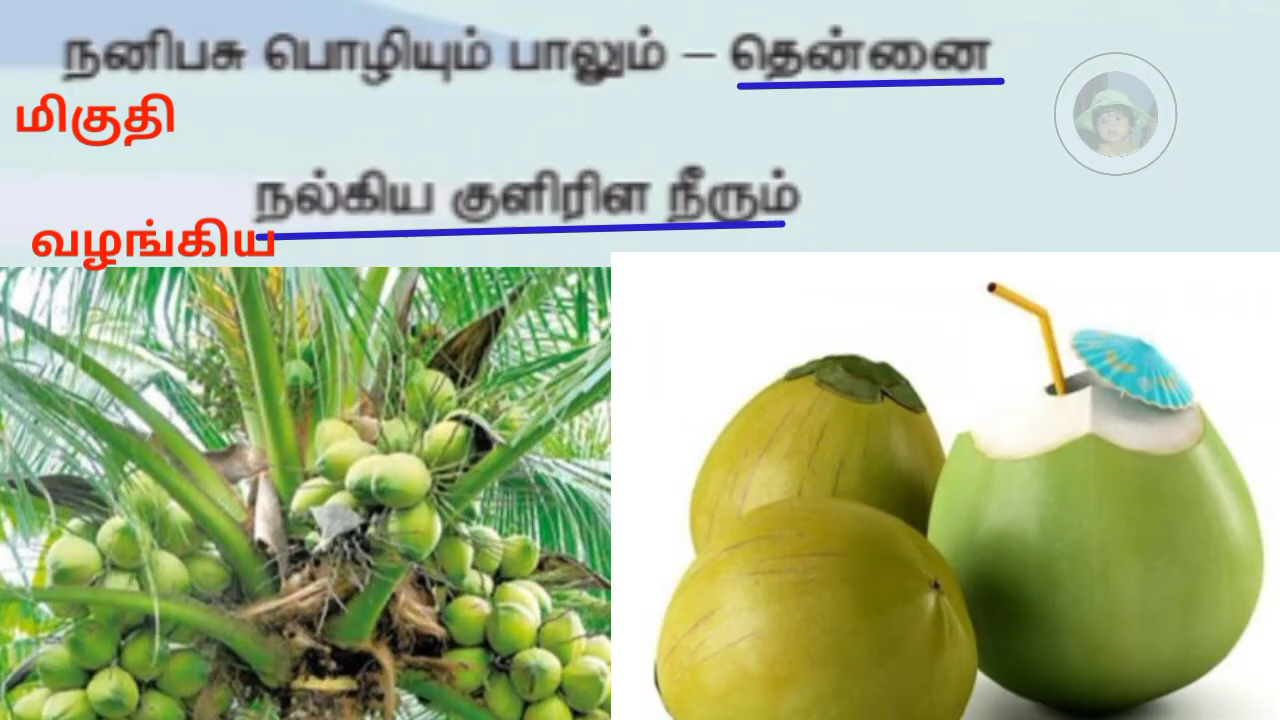 நனிபசு பொழியும் பாலும் – தென்னை
மிகுதி
நல்கிய குளிரிள நீரும்
வழங்கிய